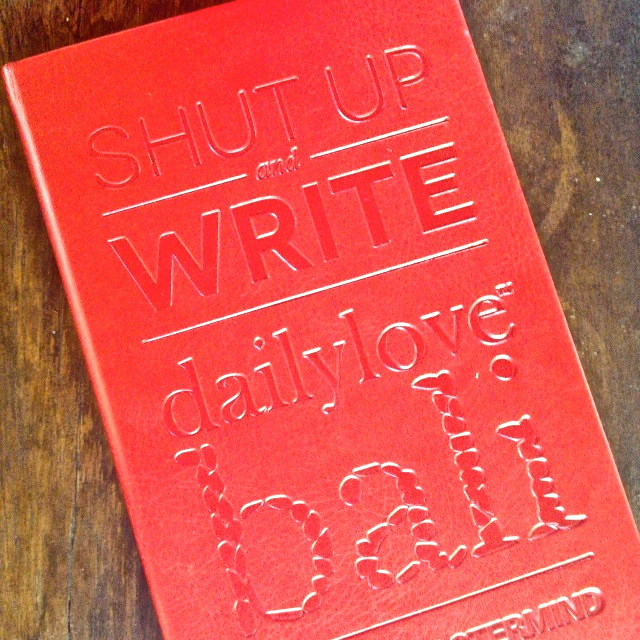 SHUT UP
and
WRITE
dailylove
bali